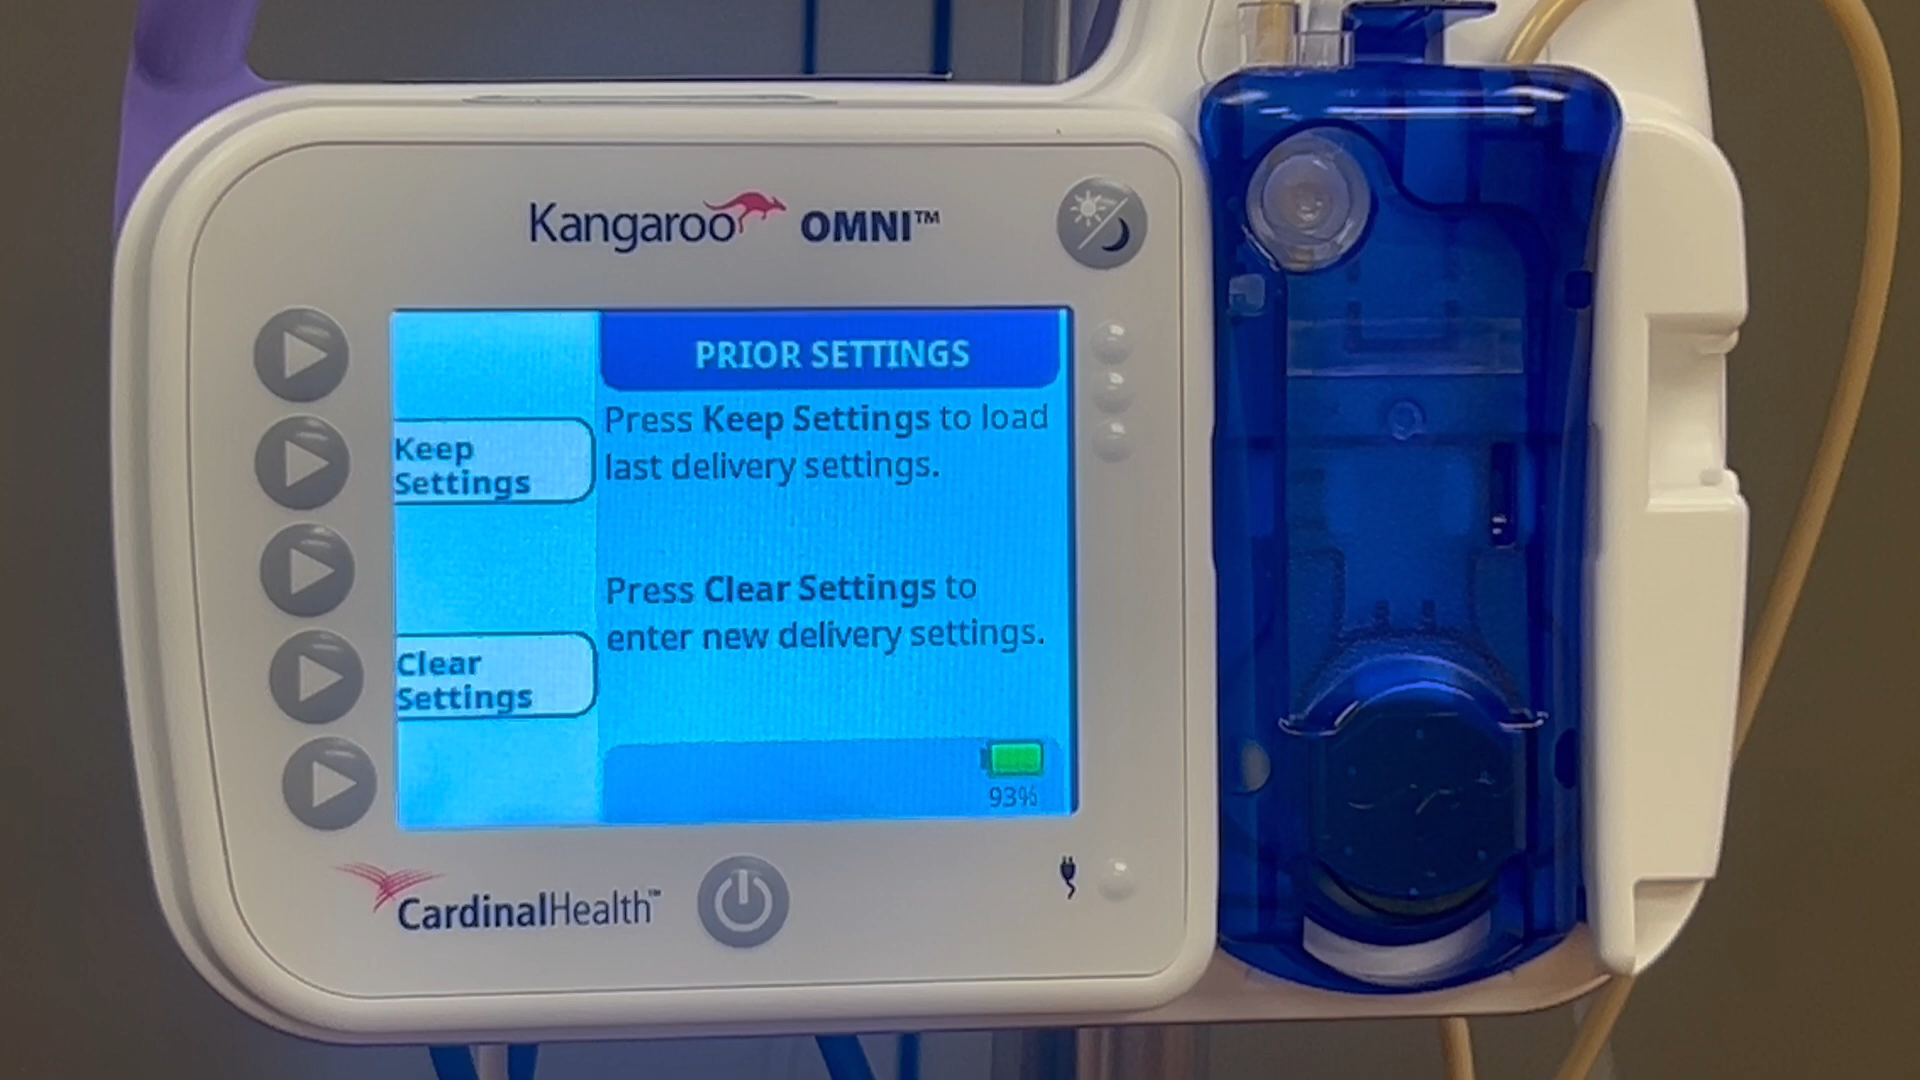 Kangaroo OMNI™
PRIOR SETTINGS
Press Keep Settings to load
last delivery settings.
Keep
Settings
Press Clear Settings to
enter new delivery settings.
Clear
Settings
93%
CardinalHealth™